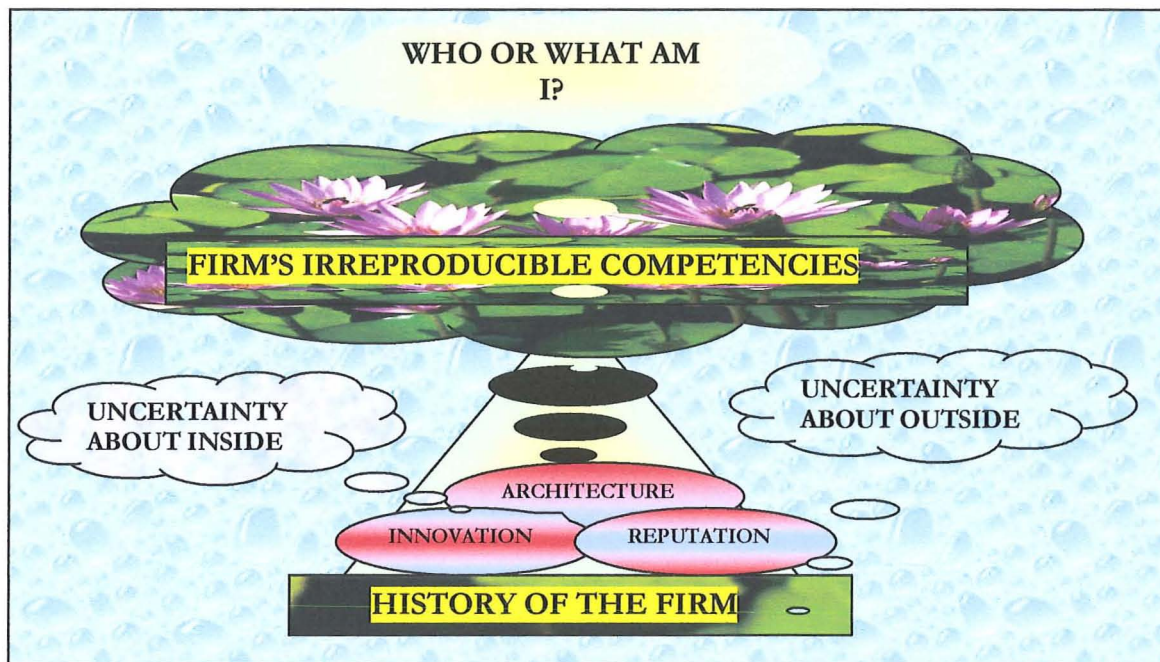 WHO OR WHAT AM
I?
FIRM'S IRREPRODUCIBLE COMPETENCIES
UNCERTAINTY
ABOUT INSIDE
UNCERTAINTY
ABOUT OUTSIDE
ARCHITECTURE
INNOVATION
REPUTATION
HISTORY OF THE FIRM